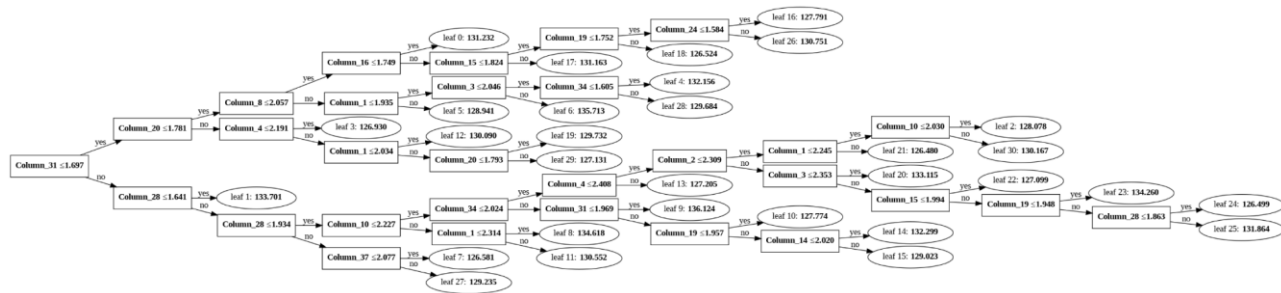 Column_31 ≤1.697
yes
no
Column_20 ≤1.781
yes
no
Column_28 ≤1.641
yes
no
Column_8 ≤2.057
yes
no
Column_4 ≤2.191
yes
no
leaf 1: 133.701
Column_28 ≤1.934
yes
no
Column_16 ≤1.749
yes
no
Column_1 ≤1.935
yes
no
leaf 3: 126.930
Column_1 ≤2.034
yes
no
Column_10 ≤2.227
yes
no
Column_37 ≤2.077
yes
no
leaf 0: 131.232
Column_15 ≤1.824
yes
no
Column_3 ≤2.046
yes
no
leaf 5: 128.941
leaf 12: 130.090
Column_20 ≤1.793
yes
no
Column_34 ≤2.024
yes
no
Column_1 ≤2.314
yes
no
leaf 7: 126.581
leaf 27: 129.235
Column_19 ≤1.752
yes
no
leaf 17: 131.163
Column_34 ≤1.605
yes
no
leaf 6: 135.713
leaf 19: 129.732
leaf 29: 127.131
Column_4 ≤2.408
yes
no
Column_31 ≤1.969
yes
no
leaf 8: 134.618
leaf 11: 130.552
Column_24 ≤1.584
yes
no
leaf 18: 126.524
leaf 4: 132.156
leaf 28: 129.684
Column_2 ≤2.309
yes
no
leaf 13: 127.205
leaf 9: 136.124
Column_19 ≤1.957
yes
no
leaf 16: 127.791
leaf 26: 130.751
Column_1 ≤2.245
yes
no
Column_3 ≤2.353
yes
no
leaf 10: 127.774
Column_14 ≤2.020
yes
no
Column_10 ≤2.030
yes
no
leaf 21: 126.480
leaf 20: 133.115
Column_15 ≤1.994
yes
no
leaf 14: 132.299
leaf 15: 129.023
leaf 2: 128.078
leaf 30: 130.167
leaf 22: 127.099
Column_19 ≤1.948
yes
no
leaf 23: 134.260
Column_28 ≤1.863
yes
no
leaf 24: 126.499
leaf 25: 131.864